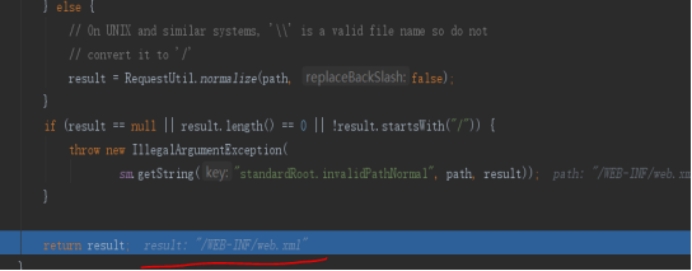 } else {
// On UNIX and similar systems, '\\' is a valid file name so do not
// convert it to '/'
result = RequestUtil.normalize(path, replaceBackSlash: false);
}
if (result == null || result.length() == 0 || !result.startsWith("/")) {
throw new IllegalArgumentException(
sm.getString( key: "standardRoot.invalidPathNormal", path, result)); path: "/WEB-INF/web.xm
}
return result; result: "/WEB-INF/web.xml"
}